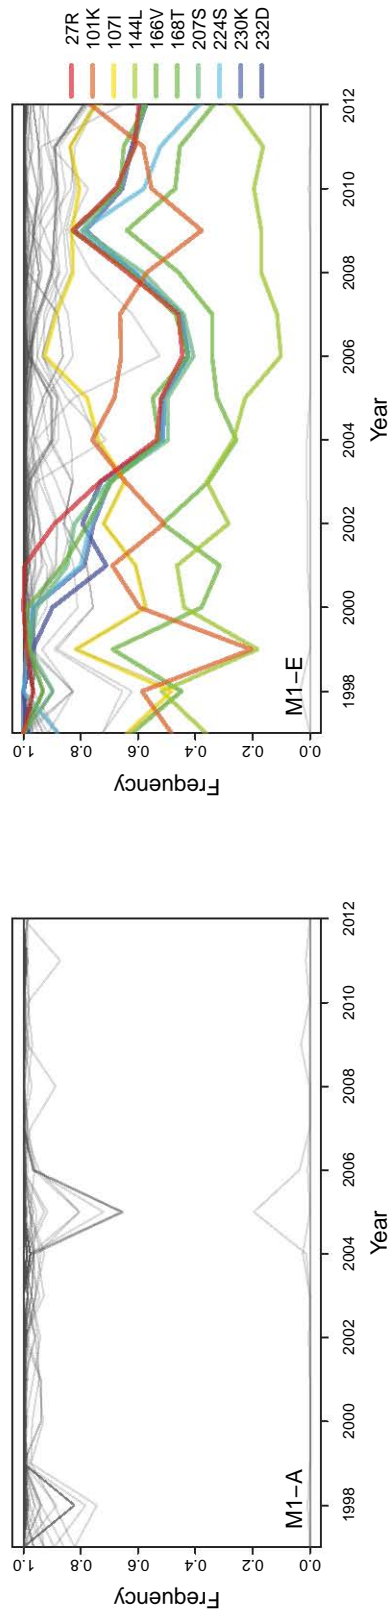 1.0
0.8
0.6
0.4
0.2
0.0
Frequency
M1−A
1998
2000
2002
2004
2006
2008
2010
2012
Year
1.0
0.8
0.6
0.4
0.2
0.0
Frequency
M1−E
1998
2000
2002
2004
2006
2008
2010
2012
Year
27R
101K
107I
144L
166V
168T
207S
224S
230K
232D